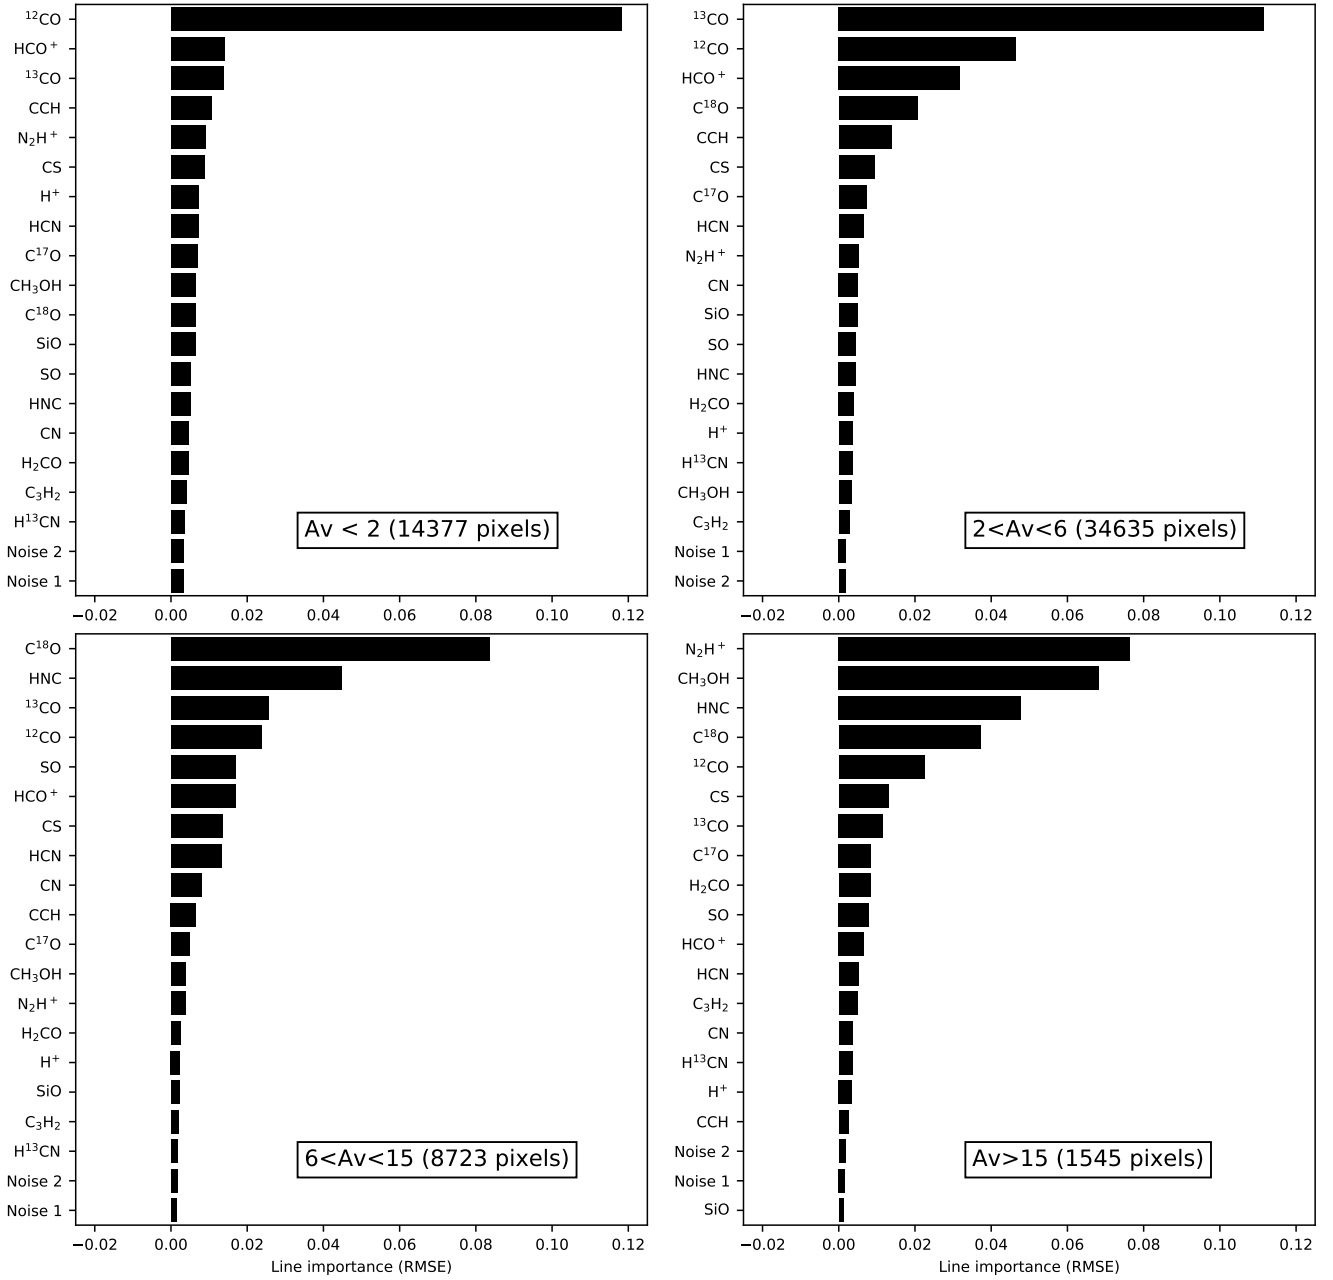 ¹²CO
HCO⁺
¹³CO
CCH
N₂H⁺
CS
H⁺
HCN
C¹⁷O
CH₃OH
C¹⁸O
SiO
SO
HNC
CN
H₂CO
C₃H₂
H¹³CN
Noise 2
Noise 1
Av < 2 (14377 pixels)
−0.02 0.00 0.02 0.04 0.06 0.08 0.10 0.12
¹³CO
¹²CO
HCO⁺
C¹⁸O
CCH
CS
C¹⁷O
HCN
N₂H⁺
CN
SiO
SO
HNC
H₂CO
H⁺
H¹³CN
CH₃OH
C₃H₂
Noise 1
Noise 2
2<Av<6 (34635 pixels)
−0.02 0.00 0.02 0.04 0.06 0.08 0.10 0.12
C¹⁸O
HNC
¹³CO
¹²CO
SO
HCO⁺
CS
HCN
CN
CCH
C¹⁷O
CH₃OH
N₂H⁺
H₂CO
H⁺
SiO
C₃H₂
H¹³CN
Noise 2
Noise 1
6<Av<15 (8723 pixels)
−0.02 0.00 0.02 0.04 0.06 0.08 0.10 0.12
Line importance (RMSE)
N₂H⁺
CH₃OH
HNC
C¹⁸O
¹²CO
CS
¹³CO
C¹⁷O
H₂CO
SO
HCO⁺
HCN
C₃H₂
CN
H¹³CN
H⁺
CCH
Noise 2
Noise 1
SiO
Av>15 (1545 pixels)
−0.02 0.00 0.02 0.04 0.06 0.08 0.10 0.12
Line importance (RMSE)